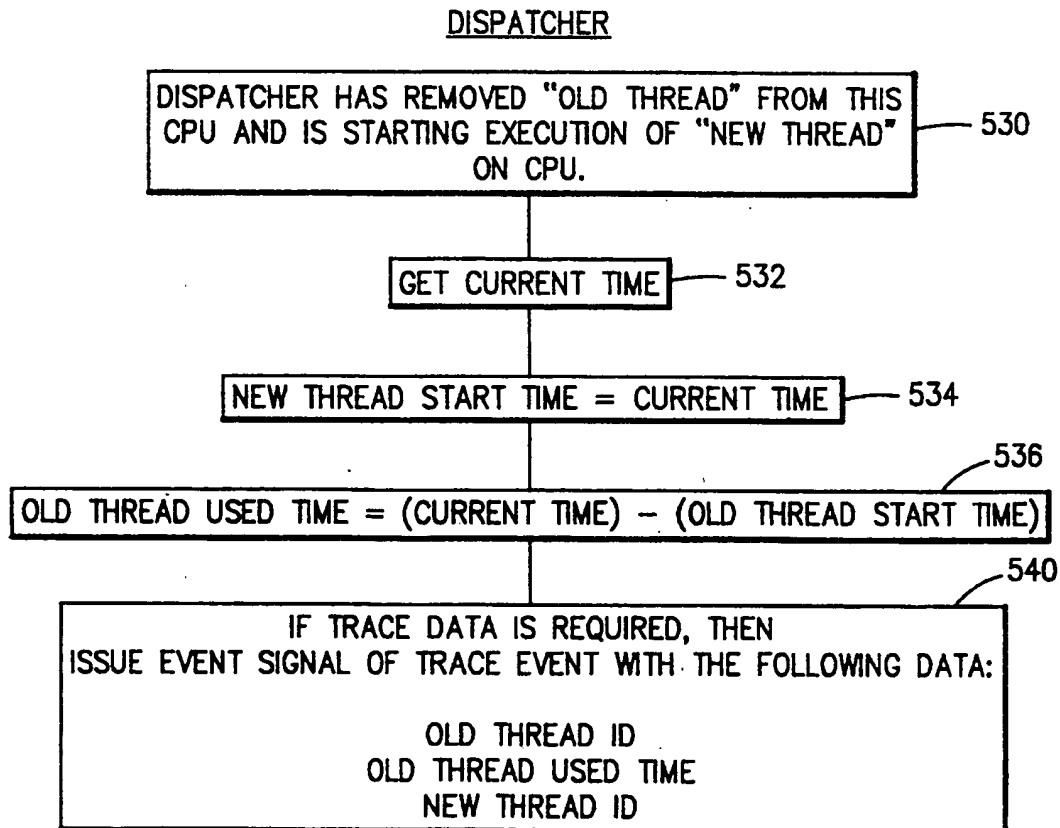 DISPATCHER
DISPATCHER HAS REMOVED "OLD THREAD" FROM THIS
CPU AND IS STARTING EXECUTION OF "NEW THREAD"
ON CPU.
530
GET CURRENT TIME
532
NEW THREAD START TIME = CURRENT TIME
534
536
OLD THREAD USED TIME = (CURRENT TIME) – (OLD THREAD START TIME)
540
IF TRACE DATA IS REQUIRED, THEN
ISSUE EVENT SIGNAL OF TRACE EVENT WITH THE FOLLOWING DATA:
OLD THREAD ID
OLD THREAD USED TIME
NEW THREAD ID